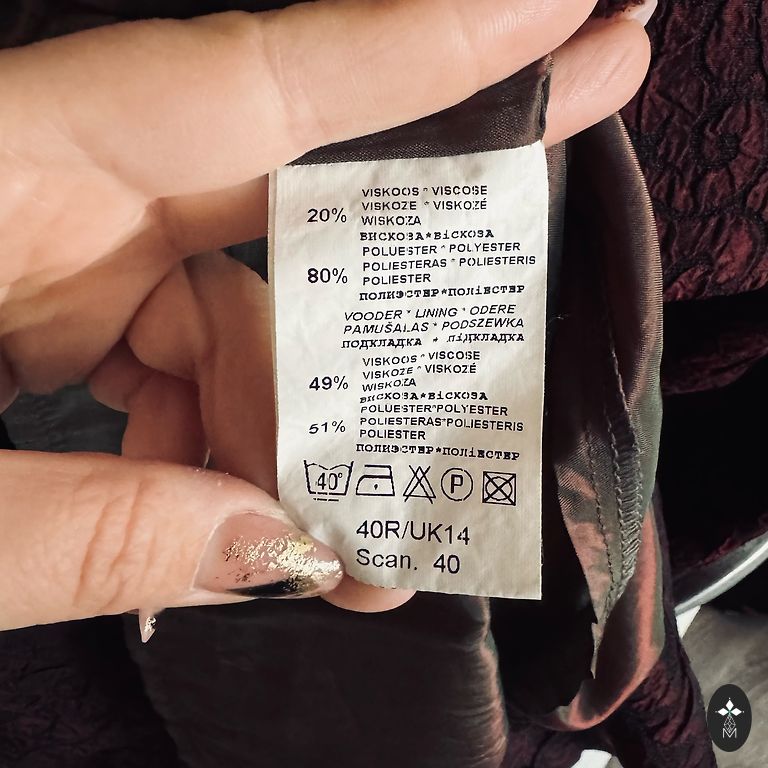 20%
VISKOOS * VISCOSE
VISKOZE * VISKOZĖ
WISKOZA
ВИСКОЗА*ВіСКОЗА
80%
POLUESTER * POLYESTER
POLIESTERAS * POLIESTERIS
POLIESTER
ПОЛИЭСТЕР*ПОЛіЕСТЕР
VOODER * LINING * ODERE
PAMUŠALAS * PODSZEWKA
ПОДКЛАДКА * ПіДКЛАДКА
49%
VISKOOS * VISCOSE
VISKOZE * VISKOZĖ
WISKOZA
ВИСКОЗА*ВіСКОЗА
51%
POLUESTER*POLYESTER
POLIESTERAS*POLIESTERIS
POLIESTER
ПОЛИЭСТЕР*ПОЛіЕСТЕР
40° P
40R/UK14
Scan. 40
M